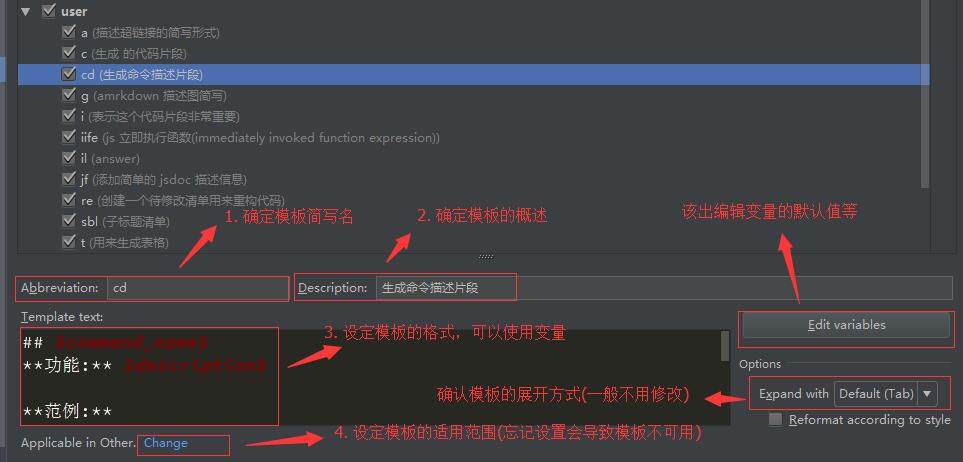 user
a (描述超链接的简写形式)
c (生成 的代码片段)
cd (生成命令描述片段)
g (amrkdown 描述图简写)
i (表示这个代码片段非常重要)
iife (js 立即执行函数(immediately invoked function expression))
il (answer)
jf (添加简单的 jsdoc 描述信息)
re (创建一个待修改清单用来重构代码)
sbl (子标题清单)
t (用来生成表格)
1. 确定模板简写名
2. 确定模板的概述
该出编辑变量的默认值等
Abbreviation: cd
Description: 生成命令描述片段
Template text:
Edit variables
## $command_name$
**功能:** $description$
**范例:**
3. 设定模板的格式，可以使用变量
Options
确认模板的展开方式(一般不用修改)
Expand with Default (Tab)
Reformat according to style
Applicable in Other. Change
4. 设定模板的适用范围(忘记设置会导致模板不可用)